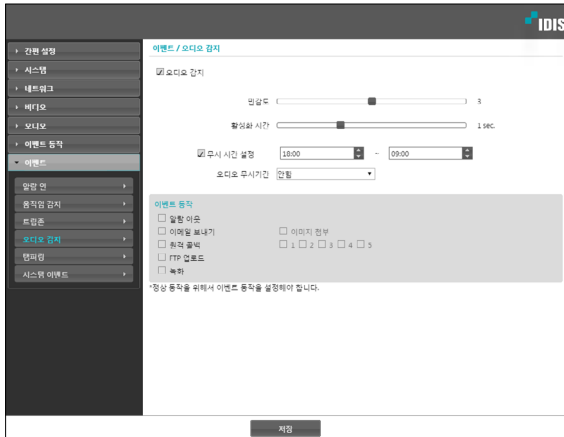 IDIS
간편 설정
시스템
네트워크
비디오
오디오
이벤트 동작
이벤트
알람 인
움직임 감지
트립존
오디오 감지
탬퍼링
시스템 이벤트
이벤트 / 오디오 감지
오디오 감지
민감도 3
활성화 시간 1 sec.
무시 시간 설정 18:00 - 09:00
오디오 무시기간 안함
이벤트 동작
알람 아웃
이메일 보내기 이미지 첨부
원격 콜백 1 2 3 4 5
FTP 업로드
녹화
*정상 동작을 위해서 이벤트 동작을 설정해야 합니다.
저장